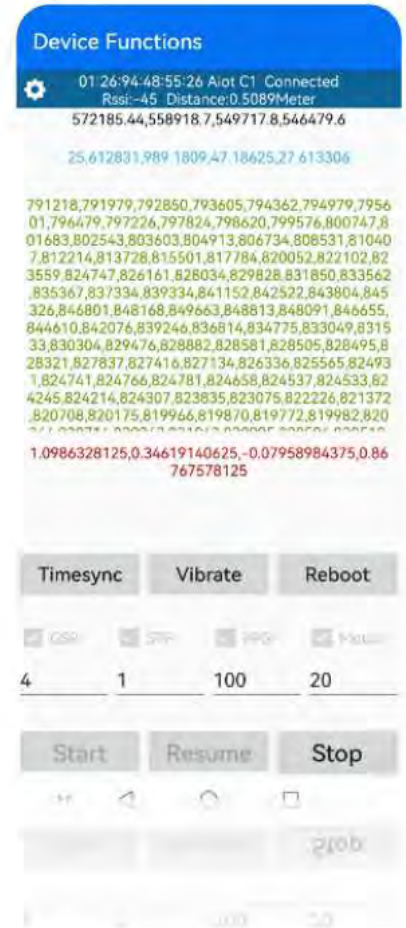 Device Functions
01:26:94:48:55:26 Aiot C1 Connected
Rssi:-45 Distance:0.5089Meter
572185.44,558918.7,549717.8,546479.6
25.612831,989.1809,47.18625,27.613306
791218,791979,792850,793605,794362,794979,7956
01,796479,797226,797824,798620,799576,800747,8
01683,802543,803603,804913,806734,808531,81040
7,812214,813728,815501,817784,820052,822102,82
3559,824747,826161,828034,829828,831850,833562
,835367,837334,839334,841152,842522,843804,845
326,846801,848168,849663,848813,848091,846655,
844610,842076,839246,836814,834775,833049,8315
33,830304,829476,828882,828581,828505,828495,8
28321,827837,827416,827134,826336,825565,82493
1,824741,824766,824781,824658,824537,824533,82
4245,824214,824307,823835,823075,822226,821372
,820708,820175,819966,819870,819772,819982,820
1.0986328125,0.34619140625,-0.07958984375,0.86
767578125
Timesync Vibrate Reboot
4 1 100 20
Start Resume Stop